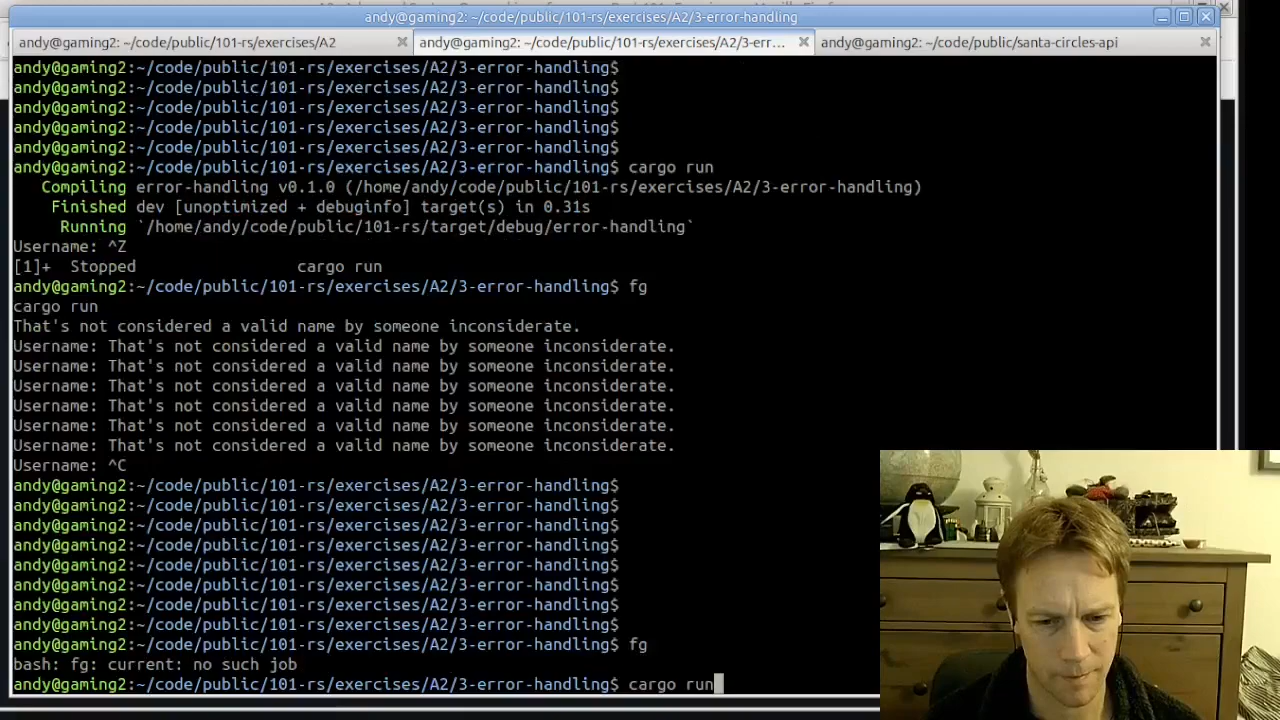 andy@gaming2: ~/code/public/101-rs/exercises/A2/3-error-handling
andy@gaming2: ~/code/public/101-rs/exercises/A2
andy@gaming2: ~/code/public/101-rs/exercises/A2/3-err...
andy@gaming2: ~/code/public/santa-circles-api
andy@gaming2:~/code/public/101-rs/exercises/A2/3-error-handling$
andy@gaming2:~/code/public/101-rs/exercises/A2/3-error-handling$
andy@gaming2:~/code/public/101-rs/exercises/A2/3-error-handling$
andy@gaming2:~/code/public/101-rs/exercises/A2/3-error-handling$
andy@gaming2:~/code/public/101-rs/exercises/A2/3-error-handling$
andy@gaming2:~/code/public/101-rs/exercises/A2/3-error-handling$ cargo run
Compiling error-handling v0.1.0 (/home/andy/code/public/101-rs/exercises/A2/3-error-handling)
Finished dev [unoptimized + debuginfo] target(s) in 0.31s
Running `/home/andy/code/public/101-rs/target/debug/error-handling`
Username: ^Z
[1]+  Stopped                 cargo run
andy@gaming2:~/code/public/101-rs/exercises/A2/3-error-handling$ fg
cargo run
That's not considered a valid name by someone inconsiderate.
Username: That's not considered a valid name by someone inconsiderate.
Username: That's not considered a valid name by someone inconsiderate.
Username: That's not considered a valid name by someone inconsiderate.
Username: That's not considered a valid name by someone inconsiderate.
Username: That's not considered a valid name by someone inconsiderate.
Username: That's not considered a valid name by someone inconsiderate.
Username: ^C
andy@gaming2:~/code/public/101-rs/exercises/A2/3-error-handling$
andy@gaming2:~/code/public/101-rs/exercises/A2/3-error-handling$
andy@gaming2:~/code/public/101-rs/exercises/A2/3-error-handling$
andy@gaming2:~/code/public/101-rs/exercises/A2/3-error-handling$
andy@gaming2:~/code/public/101-rs/exercises/A2/3-error-handling$
andy@gaming2:~/code/public/101-rs/exercises/A2/3-error-handling$
andy@gaming2:~/code/public/101-rs/exercises/A2/3-error-handling$
andy@gaming2:~/code/public/101-rs/exercises/A2/3-error-handling$
andy@gaming2:~/code/public/101-rs/exercises/A2/3-error-handling$ fg
bash: fg: current: no such job
andy@gaming2:~/code/public/101-rs/exercises/A2/3-error-handling$ cargo run